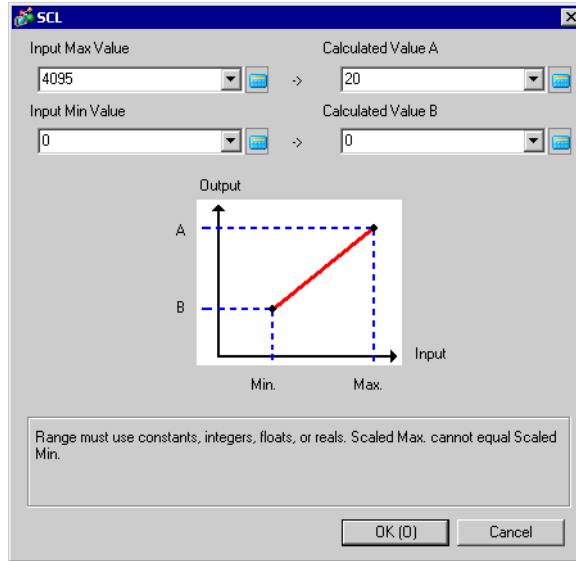 SCL
Input Max Value
Calculated Value A
4095
->
20
Input Min Value
Calculated Value B
0
->
0
Output
A
B
Input
Min.
Max.
Range must use constants, integers, floats, or reals. Scaled Max. cannot equal Scaled
Min.
OK (O)
Cancel